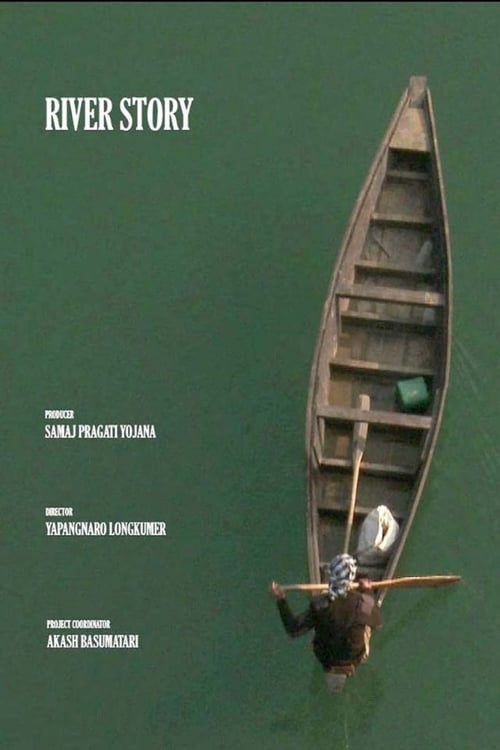 RIVER STORY
PRODUCER
SAMAJ PRAGATI YOJANA
DIRECTOR
YAPANGNARO LONGKUMER
PROJECT COORDINATOR
AKASH BASUMATARI